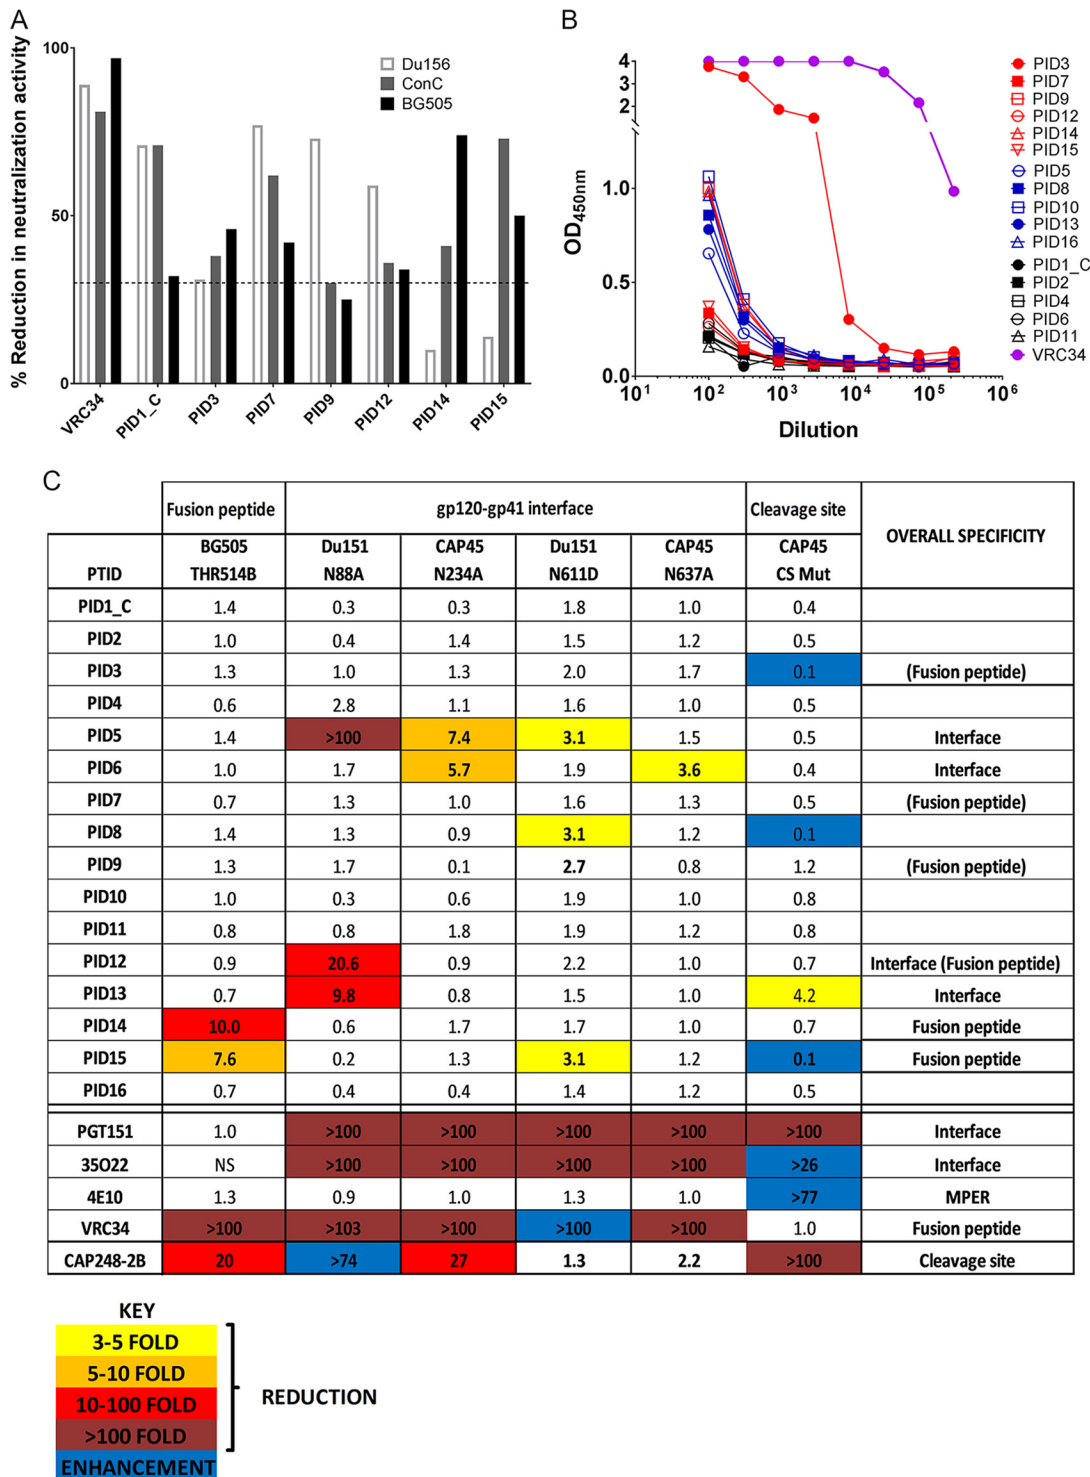 A
% Reduction in neutralization activity
100
50
0
Du156
ConC
BG505
VRC34
PID1_C
PID3
PID7
PID9
PID12
PID14
PID15
B
OD450nm
4
3
2
1.0
0.5
0.0
10^1
10^2
10^3
10^4
10^5
10^6
Dilution
PID3
PID7
PID9
PID12
PID14
PID15
PID5
PID8
PID10
PID13
PID16
PID1_C
PID2
PID4
PID6
PID11
VRC34
C
Fusion peptide gp120-gp41 interface Cleavage site OVERALL SPECIFICITY
BG505 Du151 CAP45 Du151 CAP45 CAP45
PTID THR514B N88A N234A N611D N637A CS Mut
PID1_C 1.4 0.3 0.3 1.8 1.0 0.4
PID2 1.0 0.4 1.4 1.5 1.2 0.5
PID3 1.3 1.0 1.3 2.0 1.7 0.1 (Fusion peptide)
PID4 0.6 2.8 1.1 1.6 1.0 0.5
PID5 1.4 >100 7.4 3.1 1.5 0.5 Interface
PID6 1.0 1.7 5.7 1.9 3.6 0.4 Interface
PID7 0.7 1.3 1.0 1.6 1.3 0.5 (Fusion peptide)
PID8 1.4 1.3 0.9 3.1 1.2 0.1
PID9 1.3 1.7 0.1 2.7 0.8 1.2 (Fusion peptide)
PID10 1.0 0.3 0.6 1.9 1.0 0.8
PID11 0.8 0.8 1.8 1.9 1.2 0.8
PID12 0.9 20.6 0.9 2.2 1.0 0.7 Interface (Fusion peptide)
PID13 0.7 9.8 0.8 1.5 1.0 4.2 Interface
PID14 10.0 0.6 1.7 1.7 1.0 0.7 Fusion peptide
PID15 7.6 0.2 1.3 3.1 1.2 0.1 Fusion peptide
PID16 0.7 0.4 0.4 1.4 1.2 0.5
PGT151 1.0 >100 >100 >100 >100 >100 Interface
35O22 NS >100 >100 >100 >100 >26 Interface
4E10 1.3 0.9 1.0 1.3 1.0 >77 MPER
VRC34 >100 >103 >100 >100 >100 1.0 Fusion peptide
CAP248-2B 20 >74 27 1.3 2.2 >100 Cleavage site
KEY
3-5 FOLD
5-10 FOLD
10-100 FOLD
>100 FOLD
ENHANCEMENT
REDUCTION